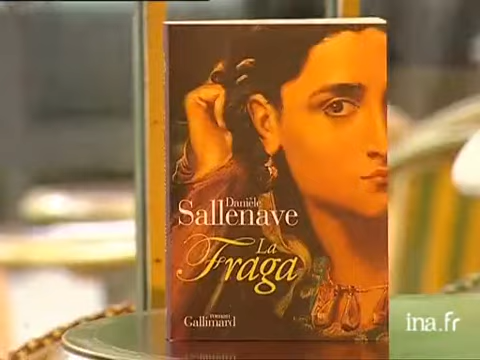 Danièle
Sallenave
La
Fraga
roman
Gallimard
ina.fr